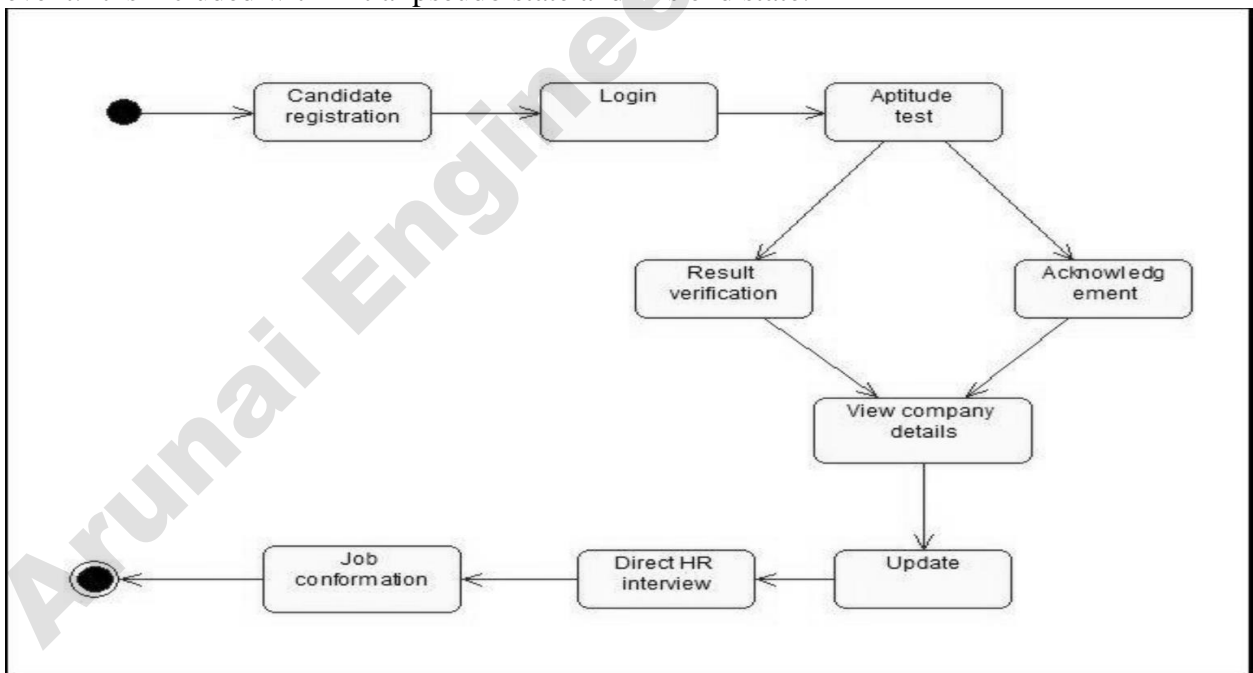 Candidate
registration
Login
Aptitude
test
Result
verification
Acknowledg
ement
View company
details
Update
Direct HR
interview
Job
conformation
Arunai Enginee